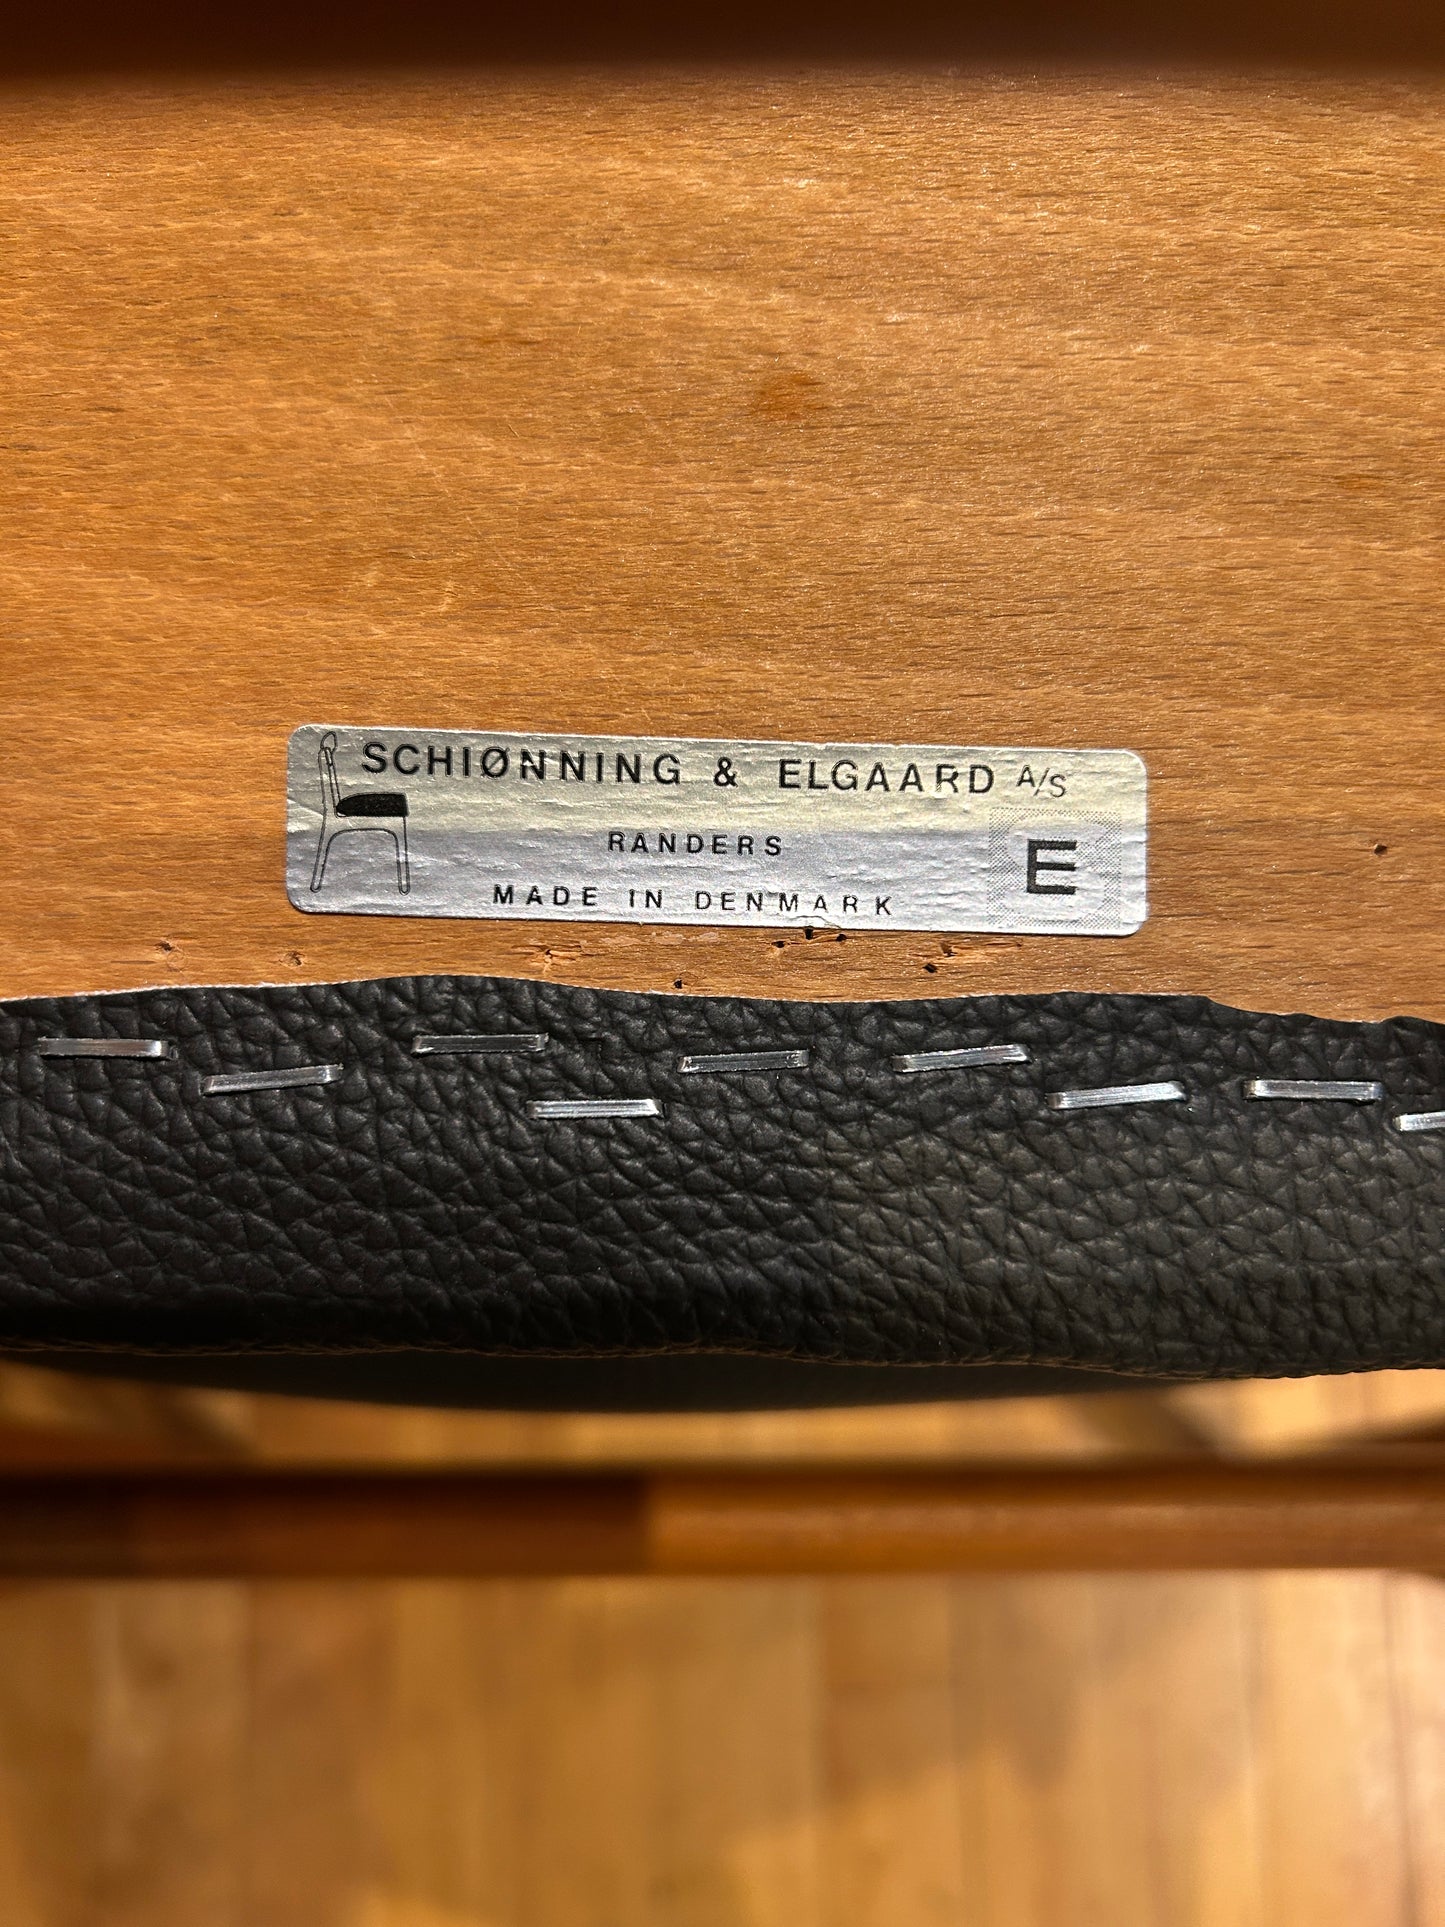 SCHIØNNING & ELGAARD A/S
RANDERS
MADE IN DENMARK
E